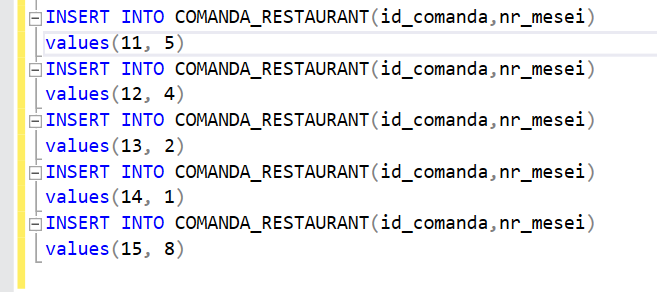 INSERT INTO COMANDA_RESTAURANT(id_comanda,nr_mesei)
values(11, 5)
INSERT INTO COMANDA_RESTAURANT(id_comanda,nr_mesei)
values(12, 4)
INSERT INTO COMANDA_RESTAURANT(id_comanda,nr_mesei)
values(13, 2)
INSERT INTO COMANDA_RESTAURANT(id_comanda,nr_mesei)
values(14, 1)
INSERT INTO COMANDA_RESTAURANT(id_comanda,nr_mesei)
values(15, 8)